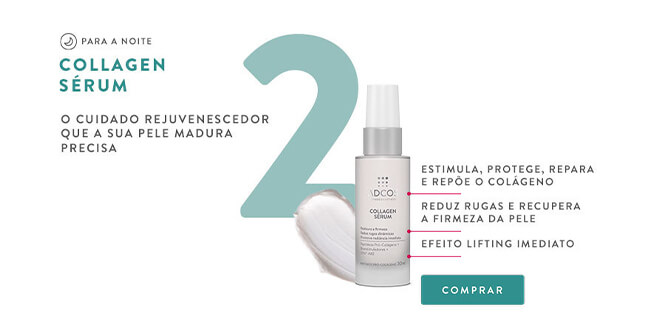 PARA A NOITE
COLLAGEN
SÉRUM
O CUIDADO REJUVENESCEDOR
QUE A SUA PELE MADURA
PRECISA
2
ADCOS
COLLAGEN
SÉRUM
ESTIMULA, PROTEGE, REPARA
E REPÕE O COLÁGENO
REDUZ RUGAS E RECUPERA
A FIRMEZA DA PELE
EFEITO LIFTING IMEDIATO
COMPRAR